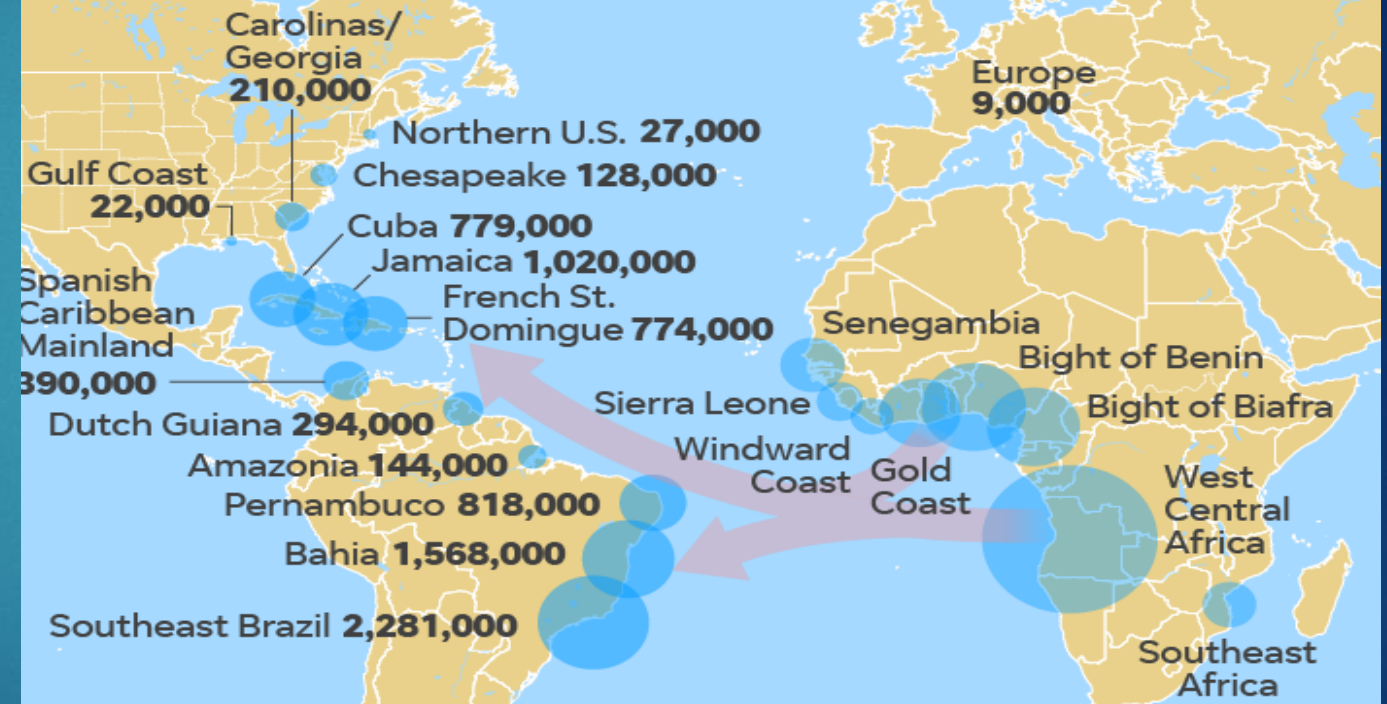 Carolinas/
Georgia
210,000
Europe
9,000
Northern U.S. 27,000
Gulf Coast
22,000
Chesapeake 128,000
Cuba 779,000
Jamaica 1,020,000
Spanish
Caribbean
Mainland
390,000
French St.
Domingue 774,000
Senegambia
Bight of Benin
Sierra Leone
Bight of Biafra
Dutch Guiana 294,000
Windward
Coast
Gold
Coast
Amazonia 144,000
West
Central
Africa
Pernambuco 818,000
Bahia 1,568,000
Southeast Brazil 2,281,000
Southeast
Africa